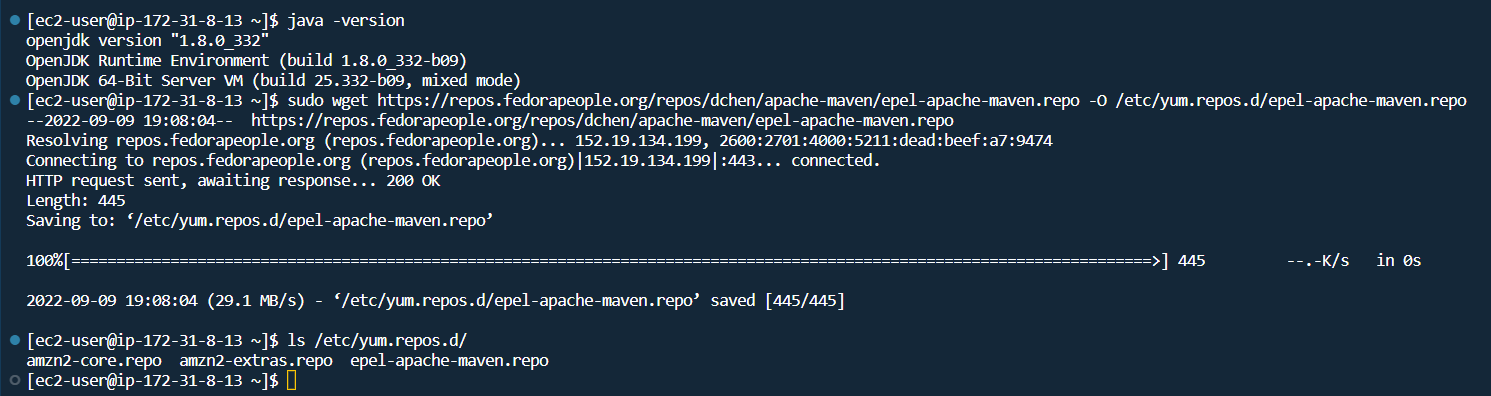 [ec2-user@ip-172-31-8-13 ~]$ java -version
openjdk version "1.8.0_332"
OpenJDK Runtime Environment (build 1.8.0_332-b09)
OpenJDK 64-Bit Server VM (build 25.332-b09, mixed mode)
[ec2-user@ip-172-31-8-13 ~]$ sudo wget https://repos.fedorapeople.org/repos/dchen/apache-maven/epel-apache-maven.repo -O /etc/yum.repos.d/epel-apache-maven.repo
--2022-09-09 19:08:04--  https://repos.fedorapeople.org/repos/dchen/apache-maven/epel-apache-maven.repo
Resolving repos.fedorapeople.org (repos.fedorapeople.org)... 152.19.134.199, 2600:2701:4000:5211:dead:beef:a7:9474
Connecting to repos.fedorapeople.org (repos.fedorapeople.org)|152.19.134.199|:443... connected.
HTTP request sent, awaiting response... 200 OK
Length: 445
Saving to: ‘/etc/yum.repos.d/epel-apache-maven.repo’
100%[========================================================================================================================>] 445         --.-K/s   in 0s
2022-09-09 19:08:04 (29.1 MB/s) - ‘/etc/yum.repos.d/epel-apache-maven.repo’ saved [445/445]
[ec2-user@ip-172-31-8-13 ~]$ ls /etc/yum.repos.d/
amzn2-core.repo  amzn2-extras.repo  epel-apache-maven.repo
[ec2-user@ip-172-31-8-13 ~]$